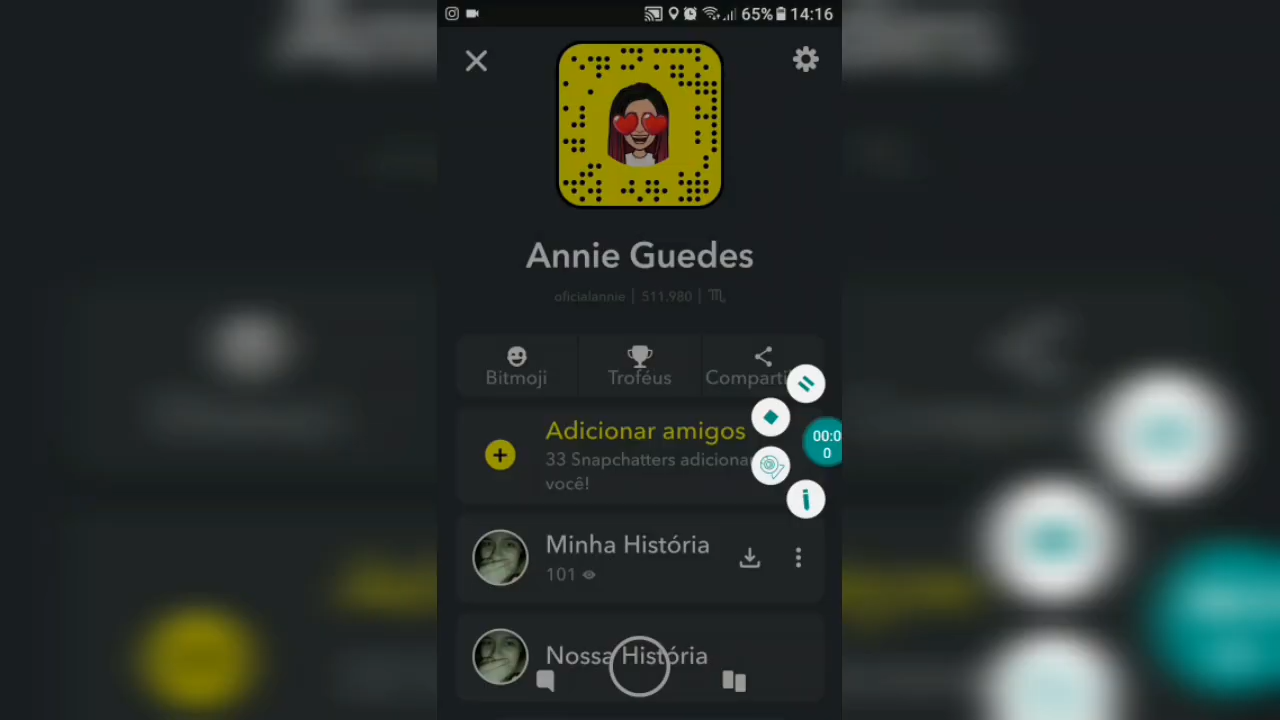 65% 14:16
Annie Guedes
oficialannie | 511.980 | ♏
Bitmoji Troféus Comparti
Adicionar amigos
33 Snapchatters adiciona
você!
00:0
0
Minha História
101
Nossa História